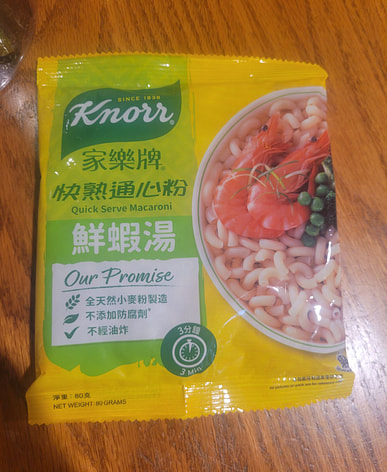 SINCE 1838
Knorr®
家樂牌®
快熟通心粉
Quick Serve Macaroni
鮮蝦湯
Our Promise
全天然小麥粉製造
不添加防腐劑*
不經油炸
3分鐘
3 Min
淨重：80克
NET WEIGHT: 80 GRAMS